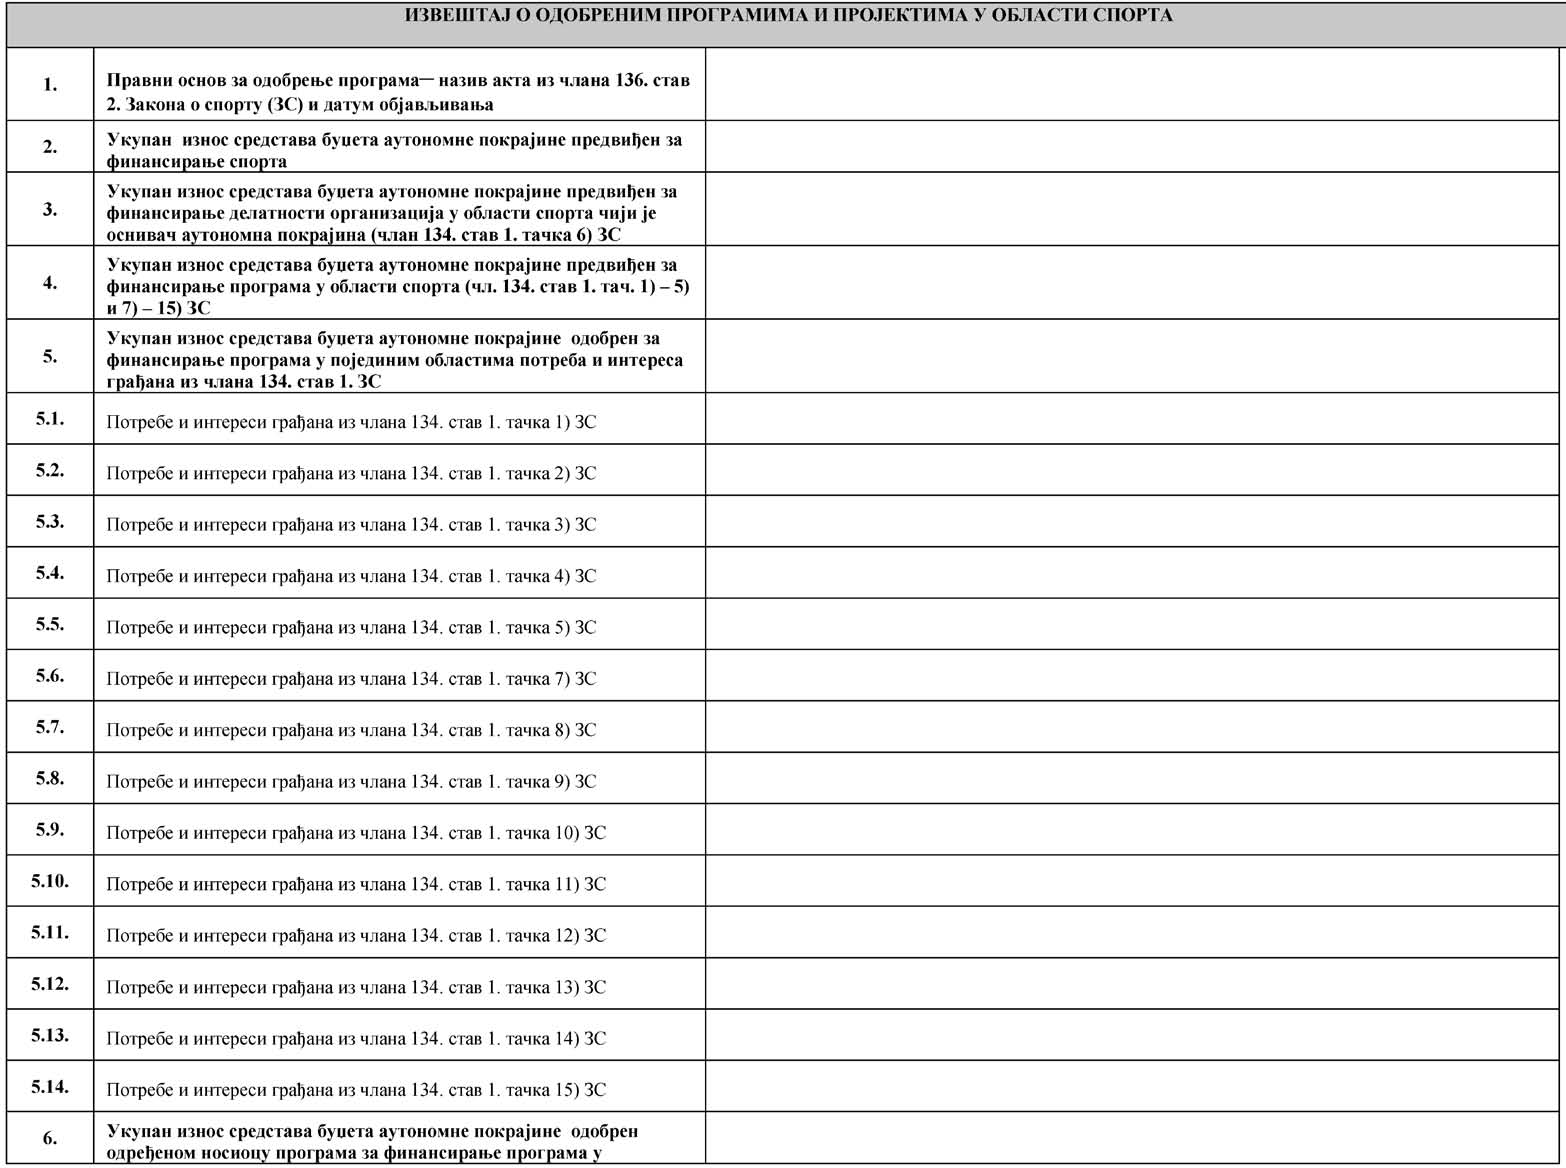 ИЗВЕШТАЈ О ОДОБРЕНИМ ПРОГРАМИМА И ПРОЈЕКТИМА У ОБЛАСТИ СПОРТА
1.
Правни основ за одобрење програма— назив акта из члана 136. став
2. Закона о спорту (ЗС) и датум објављивања
2.
Укупан износ средстава буџета аутономне покрајине предвиђен за
финансирање спорта
3.
Укупан износ средстава буџета аутономне покрајине предвиђен за
финансирање делатности организација у области спорта чији је
оснивач аутономна покрајина (члан 134. став 1. тачка 6) ЗС
4.
Укупан износ средстава буџета аутономне покрајине предвиђен за
финансирање програма у области спорта (чл. 134. став 1. тач. 1) – 5)
и 7) – 15) ЗС
5.
Укупан износ средстава буџета аутономне покрајине одобрен за
финансирање програма у појединим областима потреба и интереса
грађана из члана 134. став 1. ЗС
5.1.
Потребе и интереси грађана из члана 134. став 1. тачка 1) ЗС
5.2.
Потребе и интереси грађана из члана 134. став 1. тачка 2) ЗС
5.3.
Потребе и интереси грађана из члана 134. став 1. тачка 3) ЗС
5.4.
Потребе и интереси грађана из члана 134. став 1. тачка 4) ЗС
5.5.
Потребе и интереси грађана из члана 134. став 1. тачка 5) ЗС
5.6.
Потребе и интереси грађана из члана 134. став 1. тачка 7) ЗС
5.7.
Потребе и интереси грађана из члана 134. став 1. тачка 8) ЗС
5.8.
Потребе и интереси грађана из члана 134. став 1. тачка 9) ЗС
5.9.
Потребе и интереси грађана из члана 134. став 1. тачка 10) ЗС
5.10.
Потребе и интереси грађана из члана 134. став 1. тачка 11) ЗС
5.11.
Потребе и интереси грађана из члана 134. став 1. тачка 12) ЗС
5.12.
Потребе и интереси грађана из члана 134. став 1. тачка 13) ЗС
5.13.
Потребе и интереси грађана из члана 134. став 1. тачка 14) ЗС
5.14.
Потребе и интереси грађана из члана 134. став 1. тачка 15) ЗС
6.
Укупан износ средстава буџета аутономне покрајине одобрен
одређеном носиоцу програма за финансирање програма у